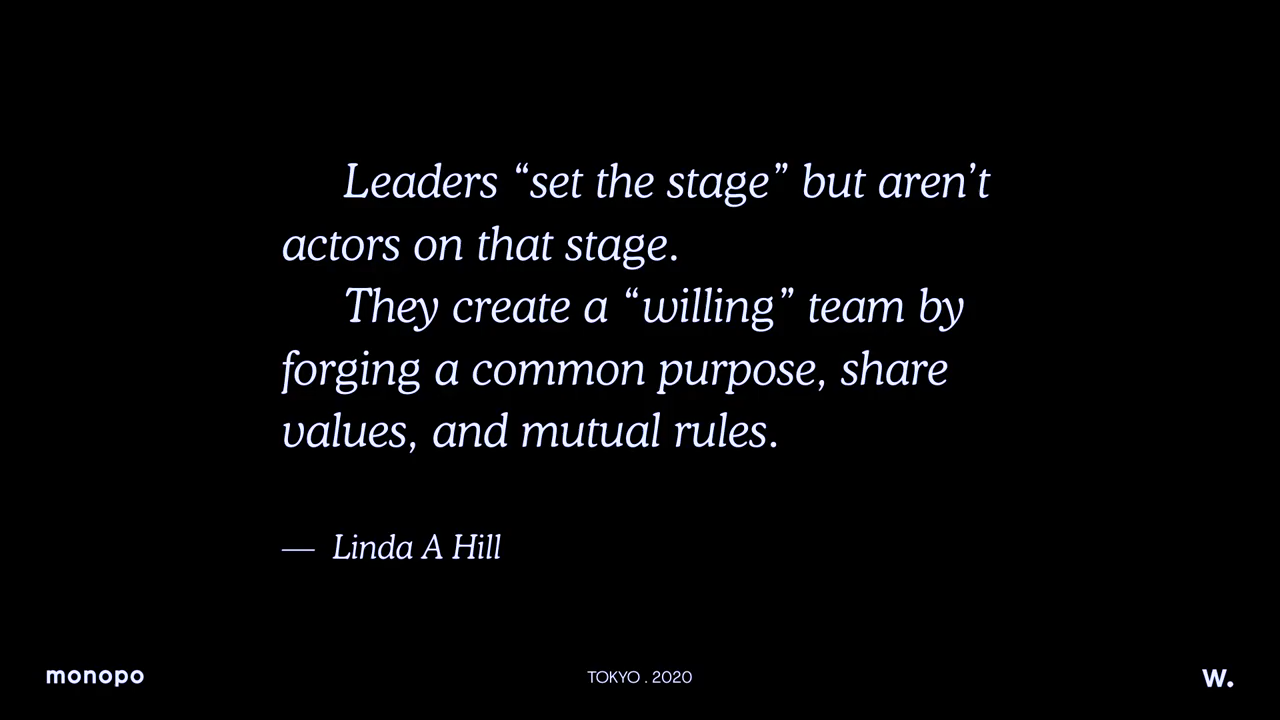 Leaders “set the stage” but aren’t
actors on that stage.
They create a “willing” team by
forging a common purpose, share
values, and mutual rules.
— Linda A Hill
monopo
TOKYO . 2020
W.